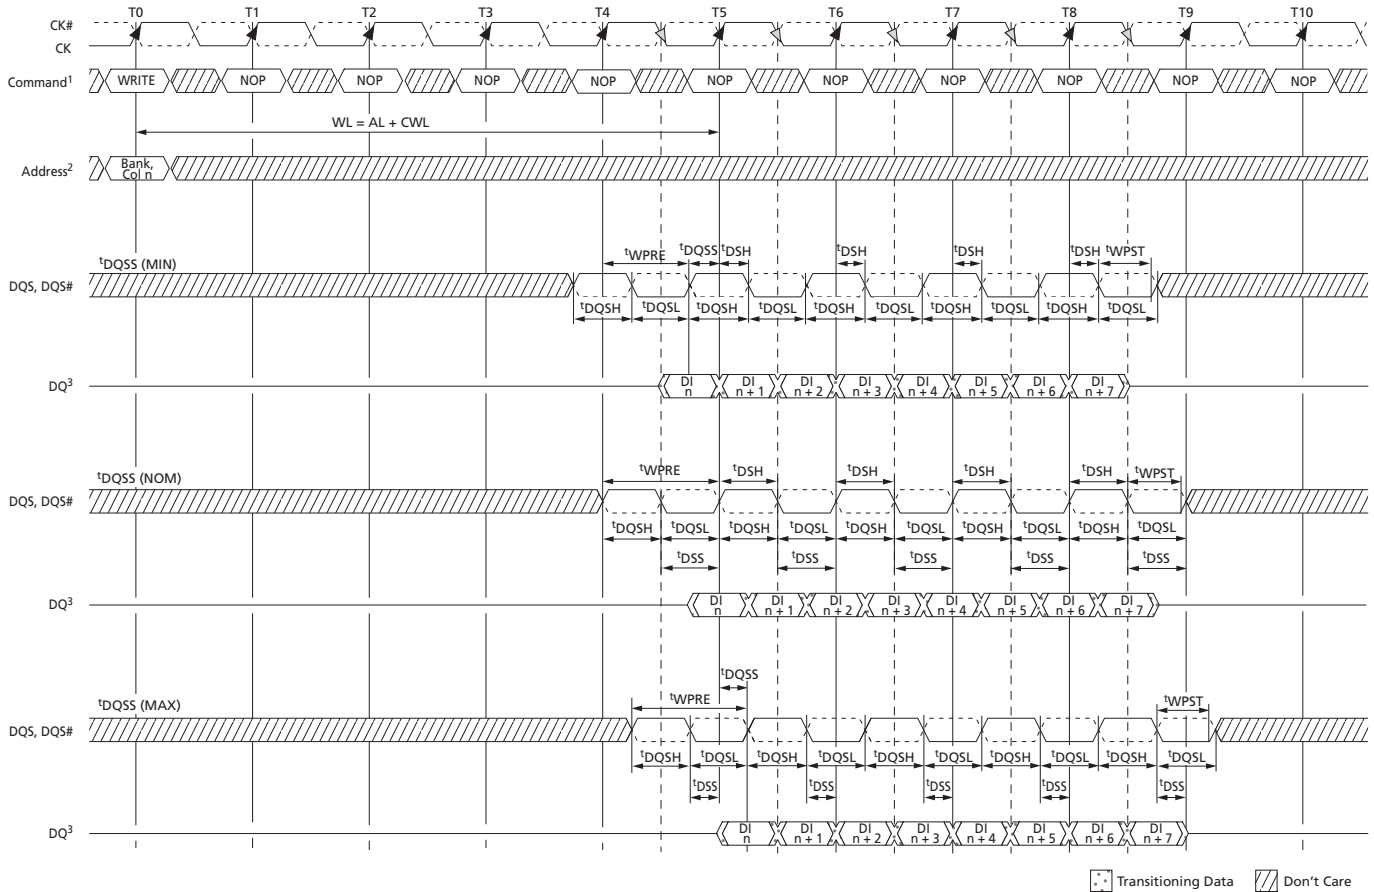 T0 T1 T2 T3 T4 T5 T6 T7 T8 T9 T10
CK#
CK
Command1 WRITE NOP NOP NOP NOP NOP NOP NOP NOP NOP NOP
WL = AL + CWL
Address2 Bank, Col n
tDQSS (MIN)
tWPRE tDQSS tDSH tDSH tDSH tDSH tWPST
DQS, DQS#
tDQSH tDQSL tDQSH tDQSL tDQSH tDQSL tDQSH tDQSL tDQSH tDQSL
DQ3 DI n DI n + 1 DI n + 2 DI n + 3 DI n + 4 DI n + 5 DI n + 6 DI n + 7
tDQSS (NOM)
tWPRE tDSH tDSH tDSH tDSH tWPST
DQS, DQS#
tDQSH tDQSL tDQSH tDQSL tDQSH tDQSL tDQSH tDQSL tDQSH tDQSL
tDSS tDSS tDSS tDSS tDSS
DQ3 DI n DI n + 1 DI n + 2 DI n + 3 DI n + 4 DI n + 5 DI n + 6 DI n + 7
tDQSS
tDQSS (MAX)
tWPRE tWPST
DQS, DQS#
tDQSH tDQSL tDQSH tDQSL tDQSH tDQSL tDQSH tDQSL tDQSH tDQSL
tDSS tDSS tDSS tDSS tDSS
DQ3 DI n DI n + 1 DI n + 2 DI n + 3 DI n + 4 DI n + 5 DI n + 6 DI n + 7
Transitioning Data Don't Care